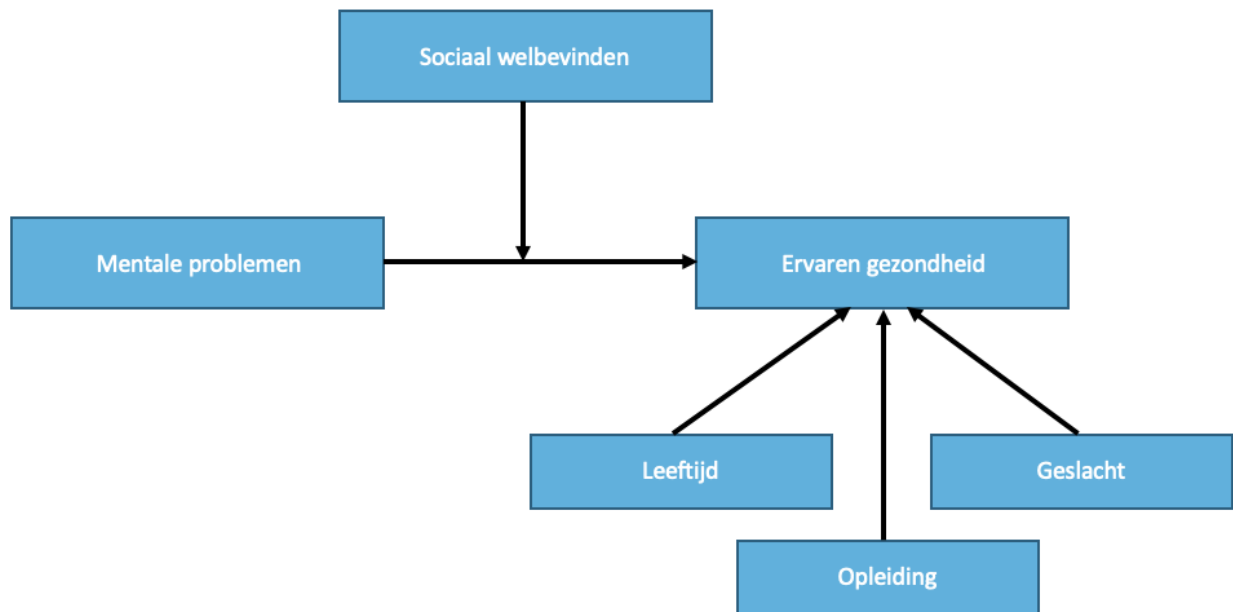 Sociaal welbevinden
Mentale problemen
Ervaren gezondheid
Leeftijd
Geslacht
Opleiding